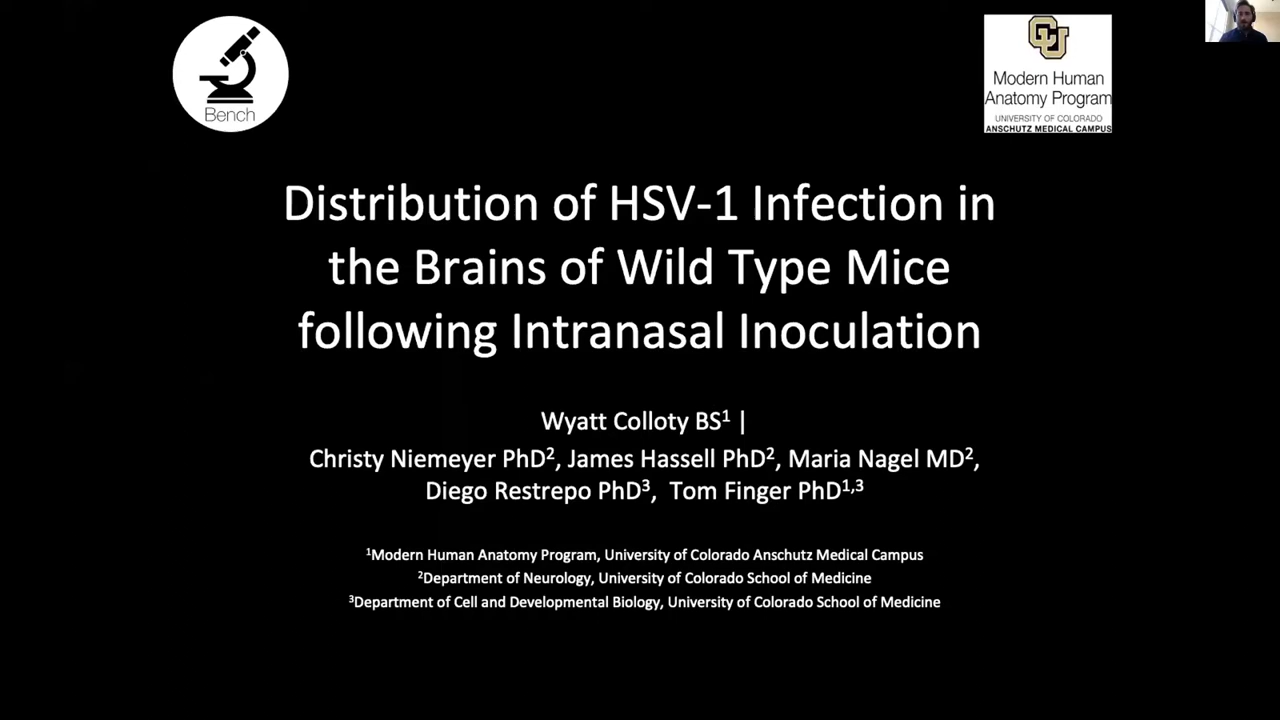 Bench
CU
Modern Human
Anatomy Program
UNIVERSITY OF COLORADO
ANSCHUTZ MEDICAL CAMPUS
Distribution of HSV-1 Infection in
the Brains of Wild Type Mice
following Intranasal Inoculation
Wyatt Colloty BS¹ |
Christy Niemeyer PhD², James Hassell PhD², Maria Nagel MD²,
Diego Restrepo PhD³, Tom Finger PhD¹,³
¹Modern Human Anatomy Program, University of Colorado Anschutz Medical Campus
²Department of Neurology, University of Colorado School of Medicine
³Department of Cell and Developmental Biology, University of Colorado School of Medicine